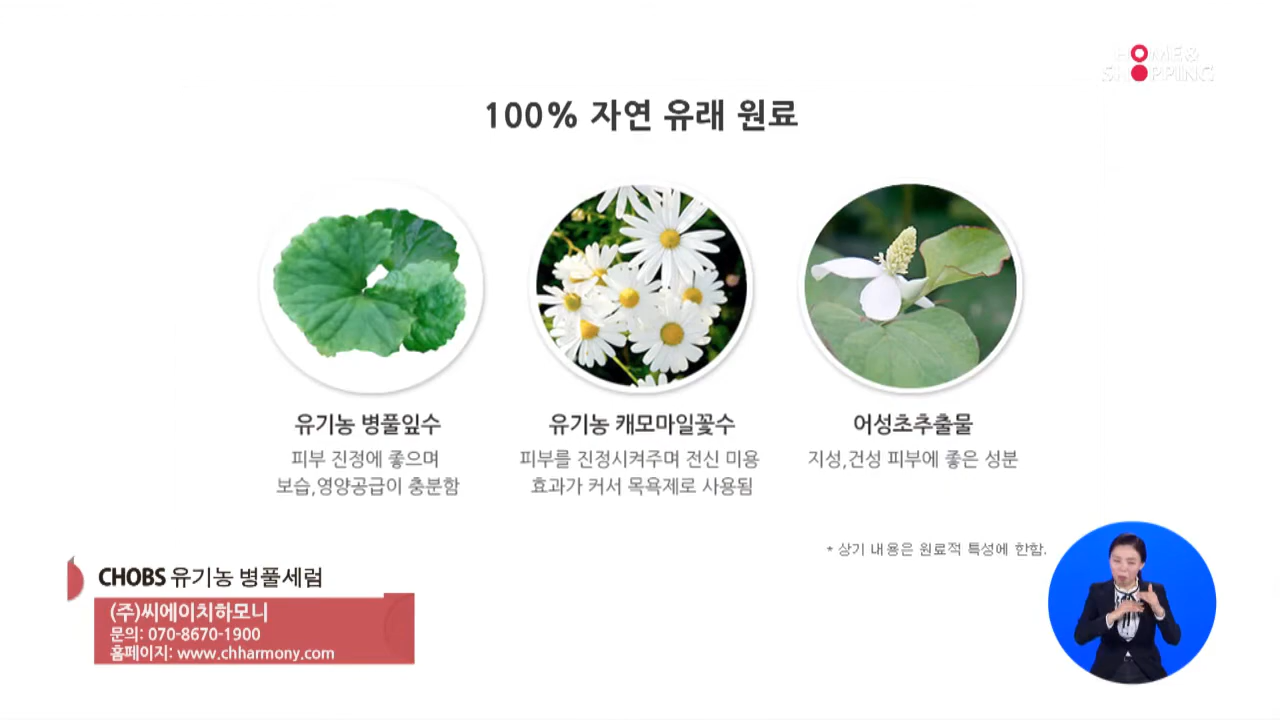 HOME&
SHOPPING
100% 자연 유래 원료
유기농 병풀잎수
피부 진정에 좋으며
보습,영양공급이 충분함
유기농 캐모마일꽃수
피부를 진정시켜주며 전신 미용
효과가 커서 목욕제로 사용됨
어성초추출물
지성,건성 피부에 좋은 성분
* 상기 내용은 원료적 특성에 한함.
CHOBS 유기농 병풀세럼
(주)씨에이치하모니
문의: 070-8670-1900
홈페이지: www.chharmony.com